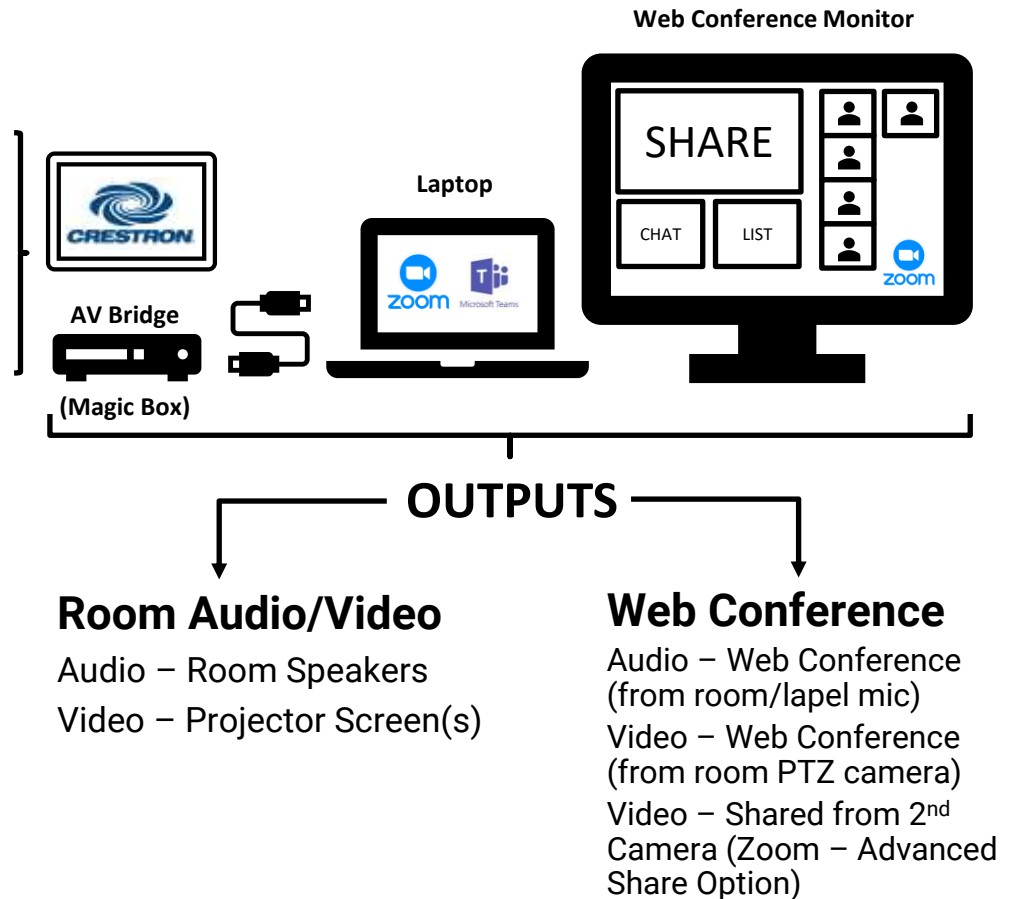 Web Conference Monitor
SHARE
CHAT
LIST
zoom
CRESTRON
Laptop
zoom
Microsoft Teams
AV Bridge
(Magic Box)
OUTPUTS
Room Audio/Video
Audio – Room Speakers
Video – Projector Screen(s)
Web Conference
Audio – Web Conference
(from room/lapel mic)
Video – Web Conference
(from room PTZ camera)
Video – Shared from 2nd
Camera (Zoom – Advanced
Share Option)